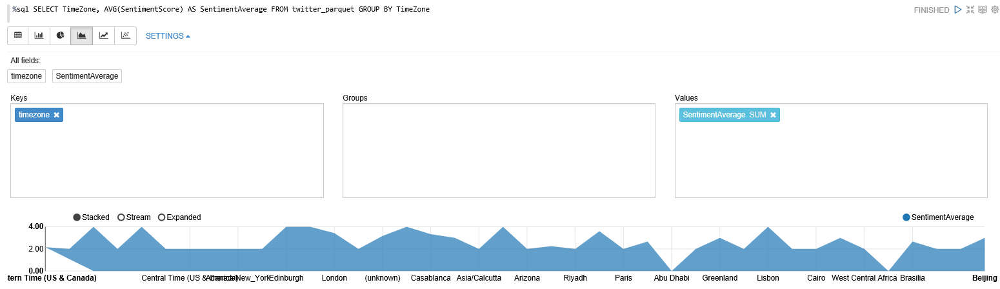 %sql SELECT TimeZone, AVG(SentimentScore) AS SentimentAverage FROM twitter_parquet GROUP BY TimeZone
FINISHED
SETTINGS
All fields:
timezone SentimentAverage
Keys Groups Values
timezone SentimentAverage SUM
Stacked Stream Expanded SentimentAverage
4.00
2.00
0.00
tern Time (US & Canada) Central Time (US & Canada) America/New_York Edinburgh London (unknown) Casablanca Asia/Calcutta Arizona Riyadh Paris Abu Dhabi Greenland Lisbon Cairo West Central Africa Brasilia Beijing